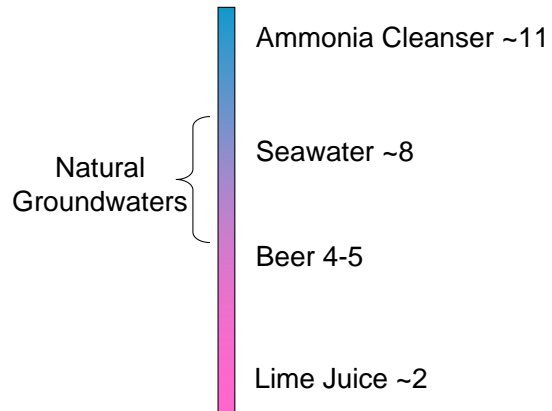 Ammonia Cleanser ~11
Seawater ~8
Natural
Groundwaters
Beer 4-5
Lime Juice ~2